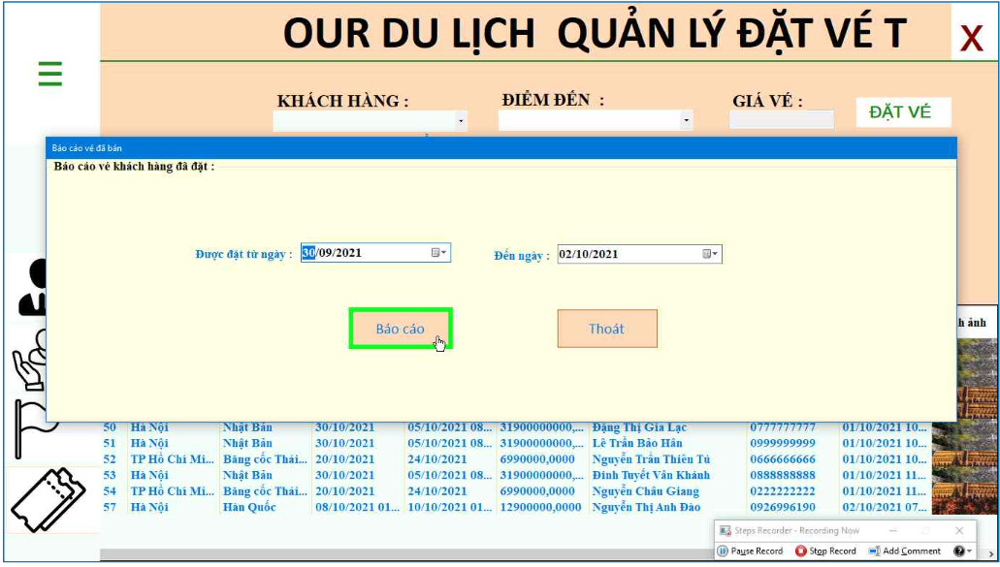 OUR DU LỊCH QUẢN LÝ ĐẶT VÉ T
X
KHÁCH HÀNG :
ĐIỂM ĐẾN :
GIÁ VÉ :
ĐẶT VÉ
Báo cáo vé đã bán
Báo cáo vé khách hàng đã đặt :
Được đặt từ ngày : 30/09/2021
Đến ngày : 02/10/2021
Báo cáo
Thoát
h ảnh
50 Hà Nội Nhật Bản 30/10/2021 05/10/2021 08... 31900000000,... Đặng Thị Gia Lạc 0777777777 01/10/2021 10...
51 Hà Nội Nhật Bản 30/10/2021 05/10/2021 08... 31900000000,... Lê Trần Bảo Hân 0999999999 01/10/2021 10...
52 TP Hồ Chí Mi... Băng cốc Thái... 20/10/2021 24/10/2021 6990000,0000 Nguyễn Trần Thiên Tú 0666666666 01/10/2021 10...
53 Hà Nội Nhật Bản 30/10/2021 05/10/2021 08... 31900000000,... Đinh Tuyết Vân Khánh 0888888888 01/10/2021 11...
54 TP Hồ Chí Mi... Băng cốc Thái... 20/10/2021 24/10/2021 6990000,0000 Nguyễn Châu Giang 0222222222 01/10/2021 11...
57 Hà Nội Hàn Quốc 08/10/2021 01... 10/10/2021 01... 12900000,0000 Nguyễn Thị Anh Đào 0926996190 02/10/2021 07...
Steps Recorder - Recording Now
Pause Record Stop Record Add Comment